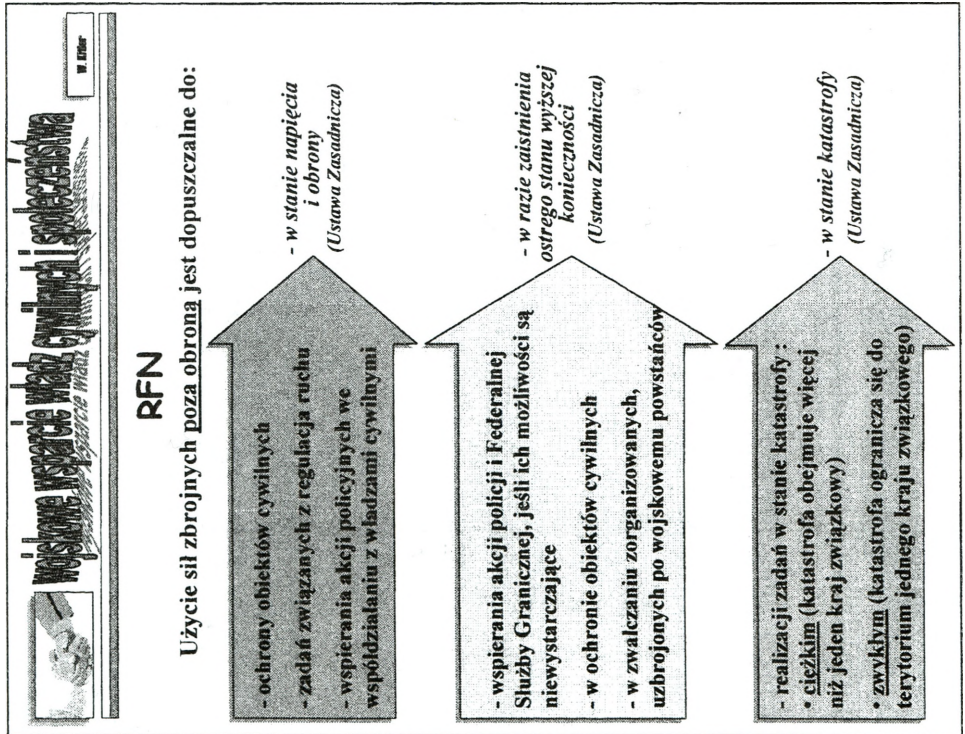 Wojskowe wsparcie władz cywilnych i społeczeństwa
W. Kitler
RFN
Użycie sił zbrojnych poza obroną jest dopuszczalne do:
- ochrony obiektów cywilnych
- zadań związanych z regulacja ruchu
- wspierania akcji policyjnych we
współdziałaniu z władzami cywilnymi
- w stanie napięcia
i obrony
(Ustawa Zasadnicza)
- wspierania akcji policji i Federalnej
Służby Granicznej, jeśli ich możliwości są
niewystarczające
- w ochronie obiektów cywilnych
- w zwalczaniu zorganizowanych,
uzbrojonych po wojskowemu powstańców
- w razie zaistnienia
ostrego stanu wyższej
konieczności
(Ustawa Zasadnicza)
- realizacji zadań w stanie katastrofy :
• ciężkim (katastrofa obejmuje więcej
niż jeden kraj związkowy)
• zwykłym (katastrofa ogranicza się do
terytorium jednego kraju związkowego)
- w stanie katastrofy
(Ustawa Zasadnicza)